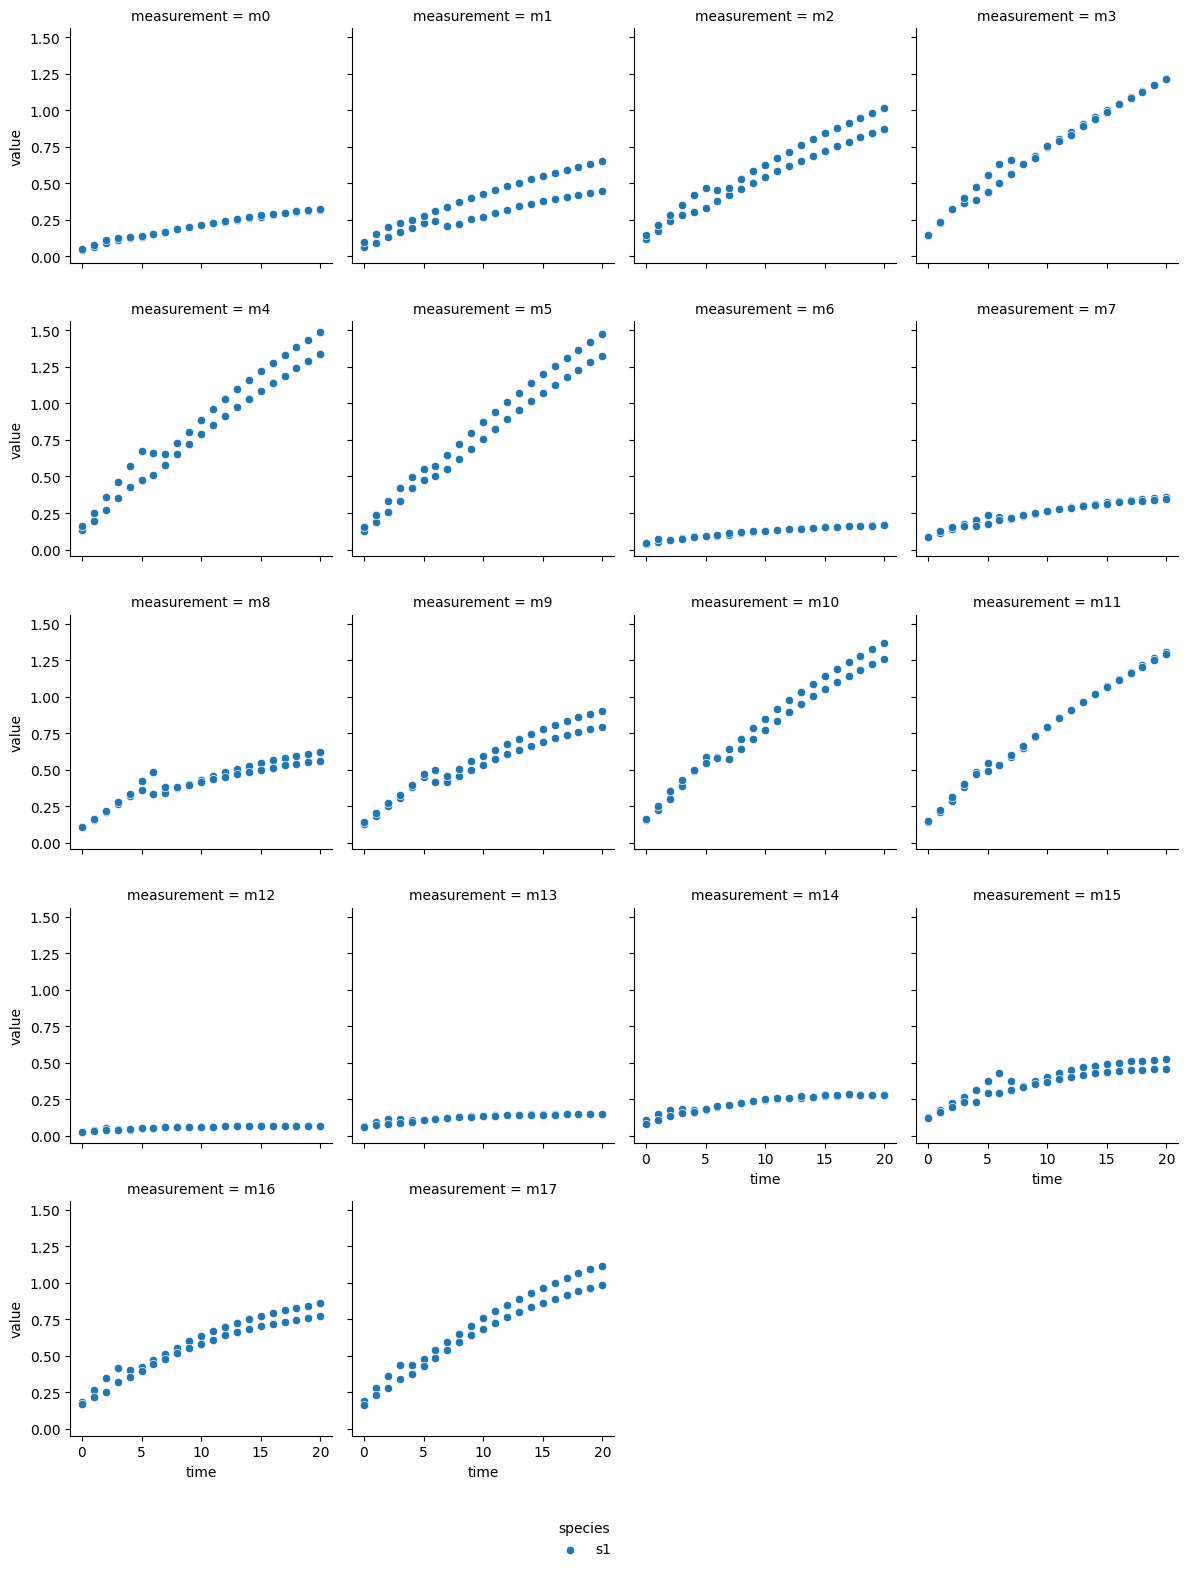 measurement = m0
measurement = m1
measurement = m2
measurement = m3
1.50
1.25
1.00
0.75
0.50
0.25
0.00
value
measurement = m4
measurement = m5
measurement = m6
measurement = m7
1.50
1.25
1.00
0.75
0.50
0.25
0.00
value
measurement = m8
measurement = m9
measurement = m10
measurement = m11
1.50
1.25
1.00
0.75
0.50
0.25
0.00
value
measurement = m12
measurement = m13
measurement = m14
measurement = m15
1.50
1.25
1.00
0.75
0.50
0.25
0.00
value
0 5 10 15 20
time
0 5 10 15 20
time
measurement = m16
measurement = m17
1.50
1.25
1.00
0.75
0.50
0.25
0.00
value
0 5 10 15 20
time
0 5 10 15 20
time
species
s1